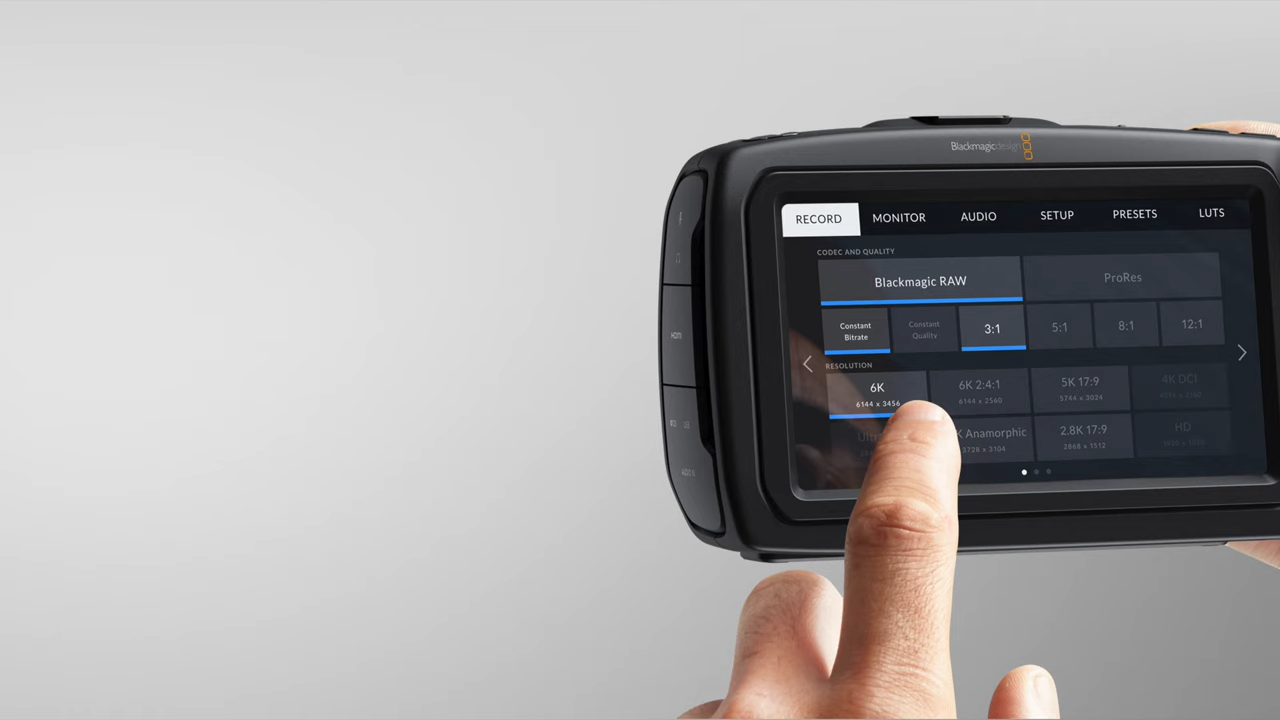 Blackmagicdesign
RECORD MONITOR AUDIO SETUP PRESETS LUTS
CODEC AND QUALITY
Blackmagic RAW ProRes
Constant Bitrate Constant Quality 3:1 5:1 8:1 12:1
RESOLUTION
6K 6K 2:4:1 5K 17:9 4K DCI
6144 x 3456 6144 x 2560 5744 x 3024
Anamorphic 2.8K 17:9 HD
3728 x 3104 2868 x 1512
HDMI